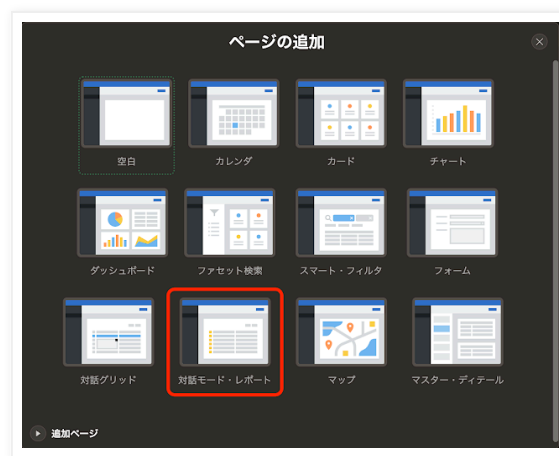 ページの追加
空白
カレンダ
カード
チャート
ダッシュボード
ファセット検索
スマート・フィルタ
フォーム
対話グリッド
対話モード・レポート
マップ
マスター・ディテール
追加ページ